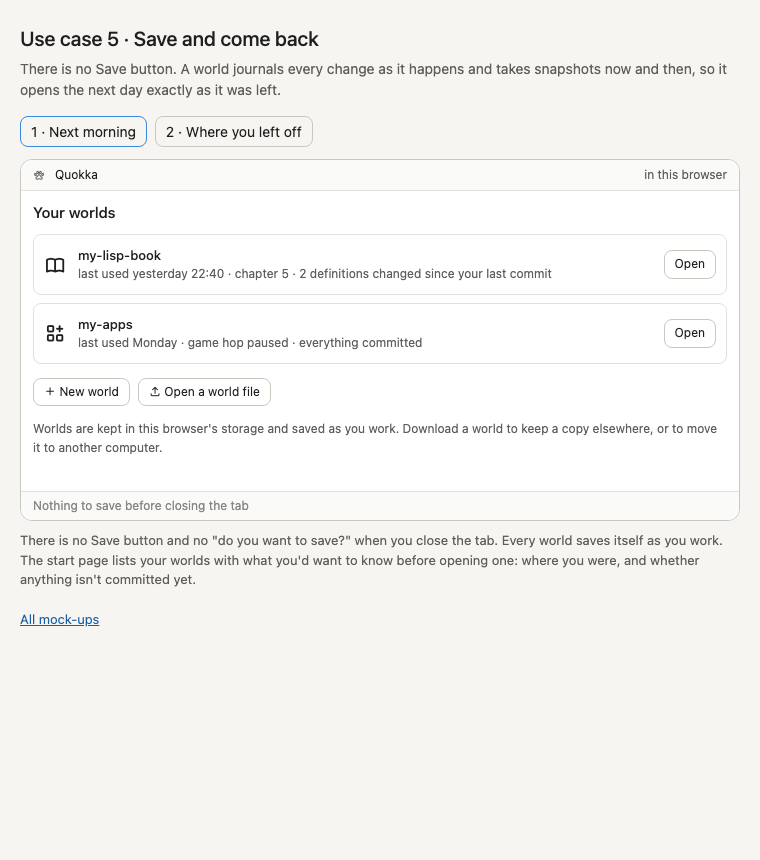 Use case 5 · Save and come back
There is no Save button. A world journals every change as it happens and takes snapshots now and then, so it
opens the next day exactly as it was left.
1 · Next morning
2 · Where you left off
Quokka
in this browser
Your worlds
my-lisp-book
last used yesterday 22:40 · chapter 5 · 2 definitions changed since your last commit
Open
my-apps
last used Monday · game hop paused · everything committed
Open
+ New world
Open a world file
Worlds are kept in this browser's storage and saved as you work. Download a world to keep a copy elsewhere, or to move
it to another computer.
Nothing to save before closing the tab
There is no Save button and no "do you want to save?" when you close the tab. Every world saves itself as you work.
The start page lists your worlds with what you'd want to know before opening one: where you were, and whether
anything isn't committed yet.
All mock-ups